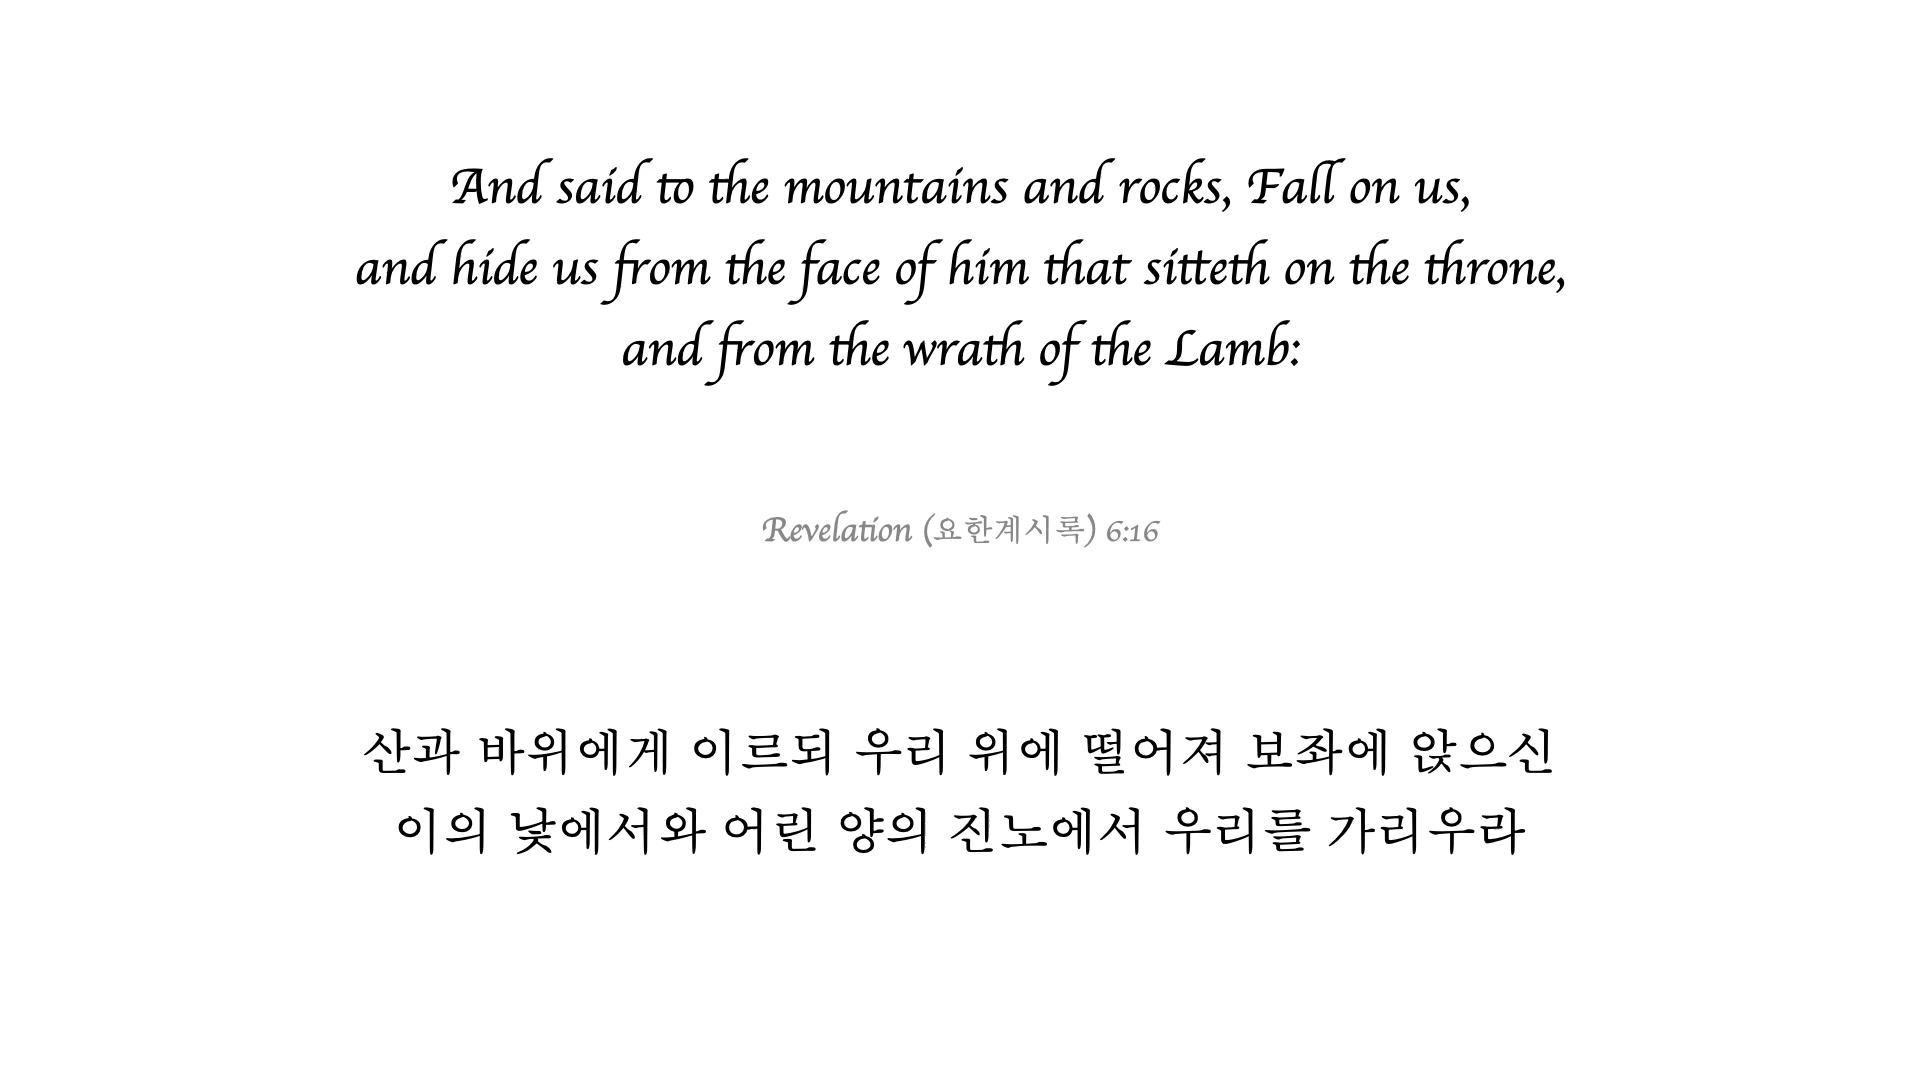 And said to the mountains and rocks, Fall on us,
and hide us from the face of him that sitteth on the throne,
and from the wrath of the Lamb:
Revelation (요한계시록) 6:16
산과 바위에게 이르되 우리 위에 떨어져 보좌에 앉으신
이의 낯에서와 어린 양의 진노에서 우리를 가리우라